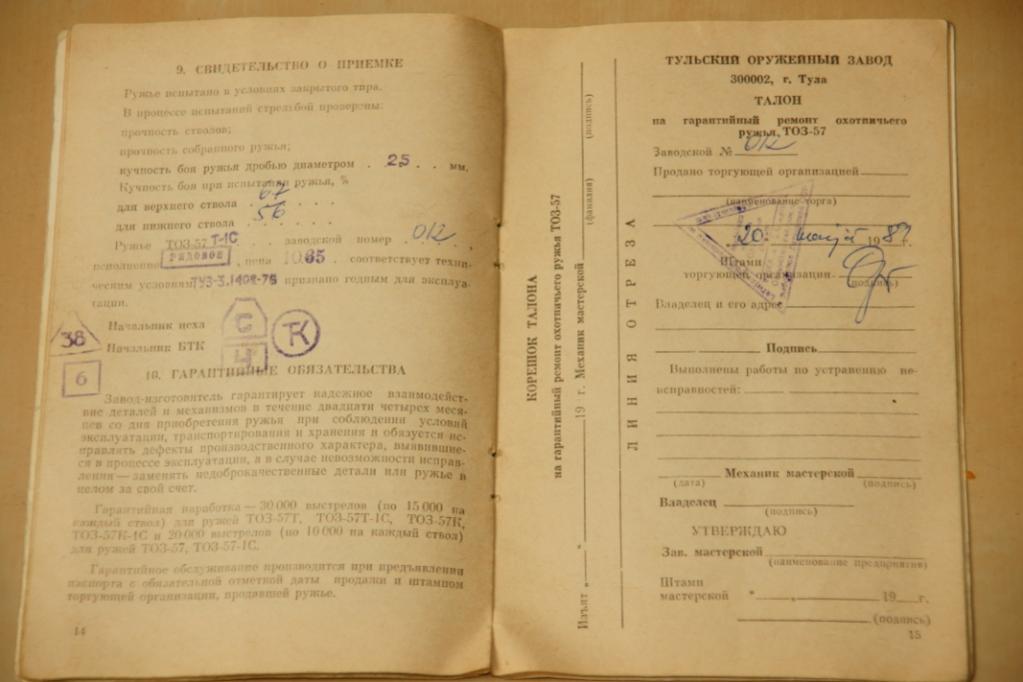 9. СВИДЕТЕЛЬСТВО О ПРИЕМКЕ
Ружье испытано в условиях закрытого тира.
В процессе испытаний стрельбой проверены:
прочность стволов;
прочность собранного ружья;
кучность боя ружья дробью диаметром . 2,5 . . мм.
Кучность боя при испытании ружья, %
для верхнего ствола . 67 . . . .
для нижнего ствола . 56 . . . .
Ружье ТОЗ-57 Т-1С . . заводской номер . . ,
исполнения РЯДОВОЕ , цена 1065 . соответствует техни-
ческим условиям ТУ3-3.1408-76 признано годным для эксплуа-
тации.
Начальник цеха
Начальник БТК
38
6
С
Ч
ТК
10. ГАРАНТИЙНЫЕ ОБЯЗАТЕЛЬСТВА
Завод-изготовитель гарантирует надежное взаимодейст-
вие деталей и механизмов в течение двадцати четырех меся-
цев со дня приобретения ружья при соблюдении условий
эксплуатации, транспортирования и хранения и обязуется ис-
правлять дефекты производственного характера, выявившие-
ся в процессе эксплуатации, а в случае невозможности исправ-
ления — заменять недоброкачественные детали или ружье в
целом за свой счет.
Гарантийная наработка — 30 000 выстрелов (по 15 000 на
каждый ствол) для ружей ТОЗ-57Т, ТОЗ-57Т-1С, ТОЗ-57К,
ТОЗ-57К-1С и 20 000 выстрелов (по 10 000 на каждый ствол)
для ружей ТОЗ-57, ТОЗ-57-1С.
Гарантийное обслуживание производится при предъявлении
паспорта с обязательной отметкой даты продажи и штампом
торгующей организации, продавшей ружье.
14
КОРЕШОК ТАЛОНА
на гарантийный ремонт охотничьего ружья ТОЗ-57
Изъят « » 19 г. Механик мастерской
(фамилия)
(подпись)
ЛИНИЯ ОТРЕЗА
ТУЛЬСКИЙ ОРУЖЕЙНЫЙ ЗАВОД
300002, г. Тула
ТАЛОН
на гарантийный ремонт охотничьего
ружья, ТОЗ-57
Заводской №
Продано торгующей организацией
(наименование торга)
20 марта 198
Штамп
торгующей организации
(подпись)
Владелец и его адрес
Подпись
Выполнены работы по устранению не-
исправностей:
Механик мастерской
(дата) (подпись)
Владелец
(подпись)
УТВЕРЖДАЮ
Зав. мастерской
(наименование предприятия)
Штамп
мастерской « » 19 г.
(подпись)
15